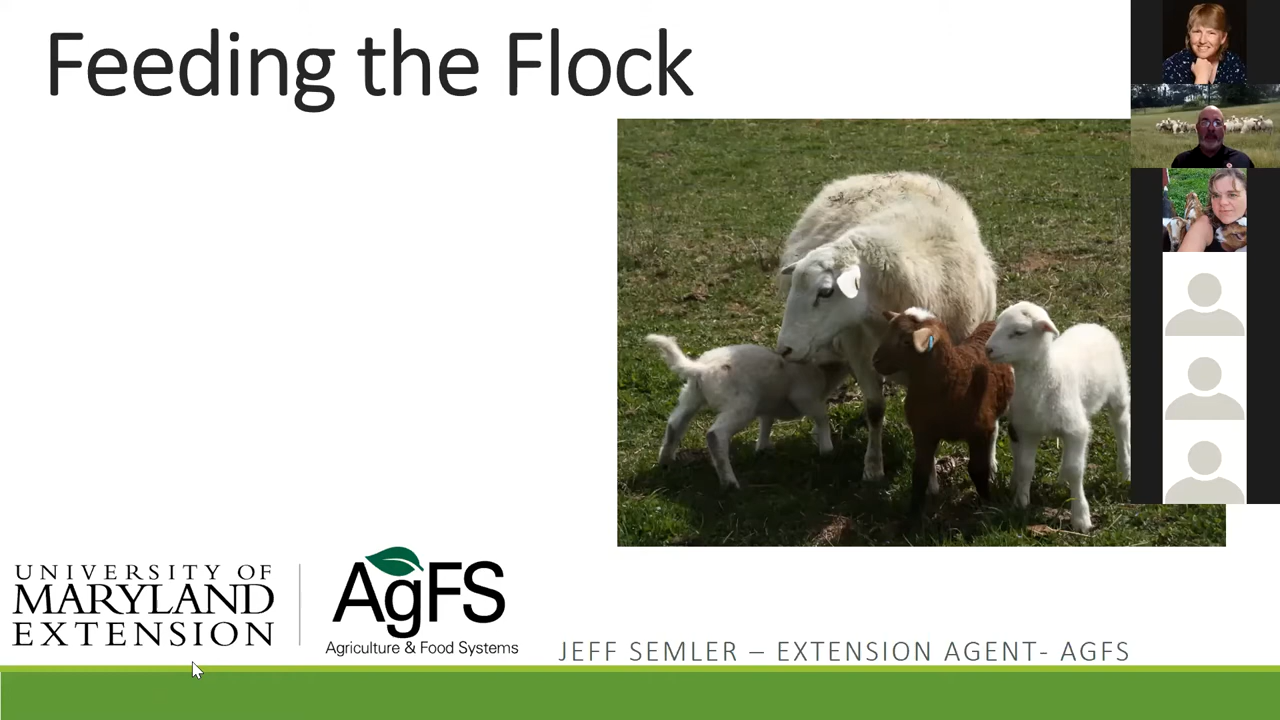 Feeding the Flock
UNIVERSITY OF
MARYLAND
EXTENSION
AgFS
Agriculture & Food Systems
JEFF SEMLER – EXTENSION AGENT- AGFS